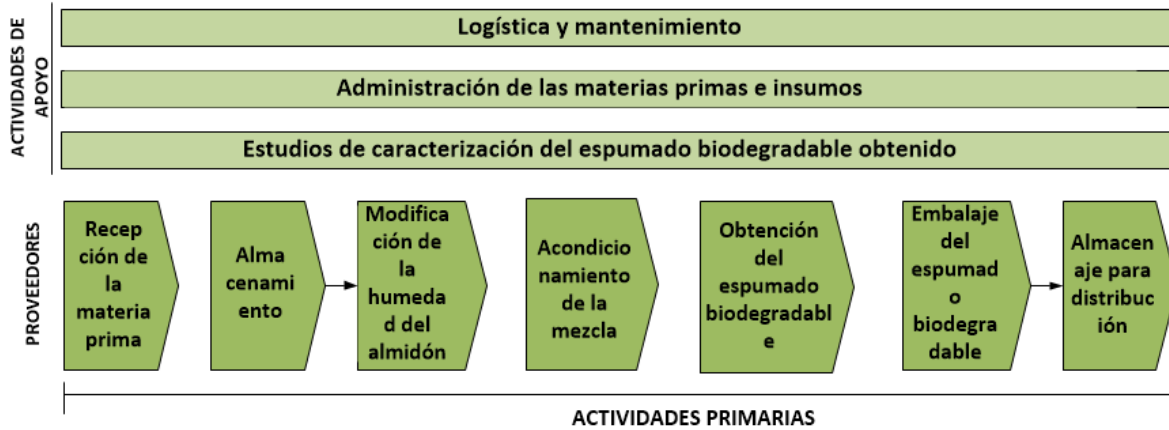 ACTIVIDADES DE
APOYO
Logística y mantenimiento
Administración de las materias primas e insumos
Estudios de caracterización del espumado biodegradable obtenido
PROVEEDORES
Recep
ción de
la
materia
prima
Alma
cenami
ento
Modifica
ción de
la
humeda
d del
almidón
Acondicio
namiento
de la
mezcla
Obtención
del
espumado
biodegradabl
e
Embalaje
del
espumad
o
biodegra
dable
Almacen
aje para
distribu
ción
ACTIVIDADES PRIMARIAS